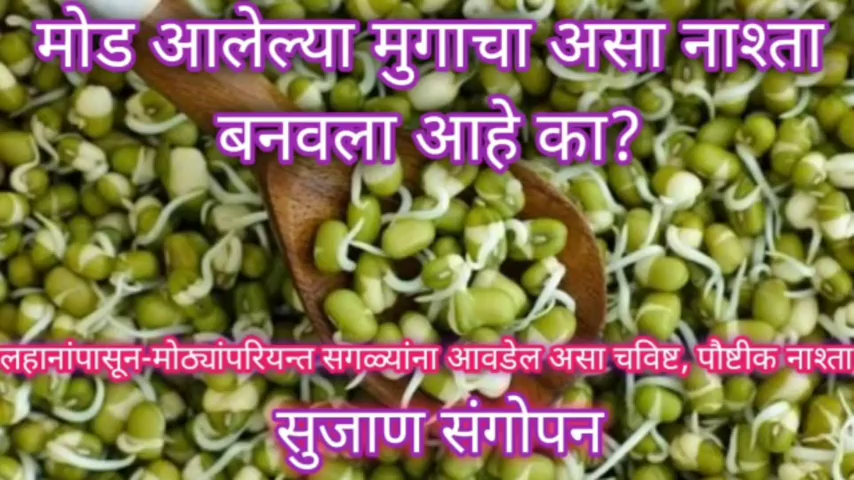 मोड आलेल्या मुगाचा असा नाश्ता
बनवला आहे का?
लहानांपासून-मोठ्यांपरियन्त सगळ्यांना आवडेल असा चविष्ट, पौष्टीक नाश्ता
सुजाण संगोपन